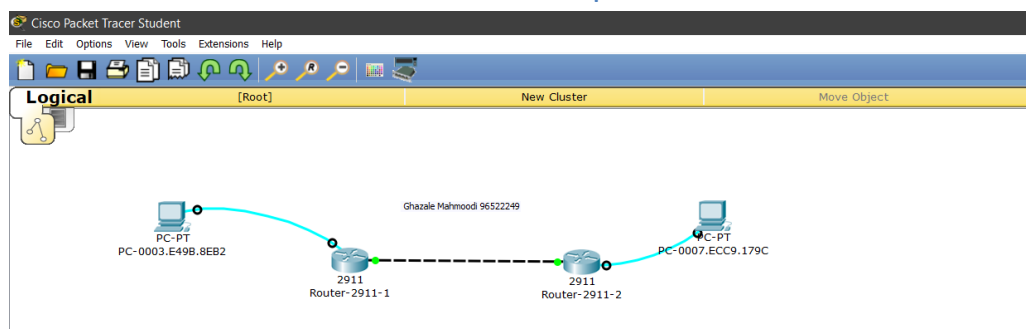 Cisco Packet Tracer Student
File Edit Options View Tools Extensions Help
Logical [Root] New Cluster Move Object
Ghazale Mahmoodi 96522249
PC-PT
PC-0003.E49B.8EB2
PC-PT
PC-0007.ECC9.179C
2911
Router-2911-1
2911
Router-2911-2